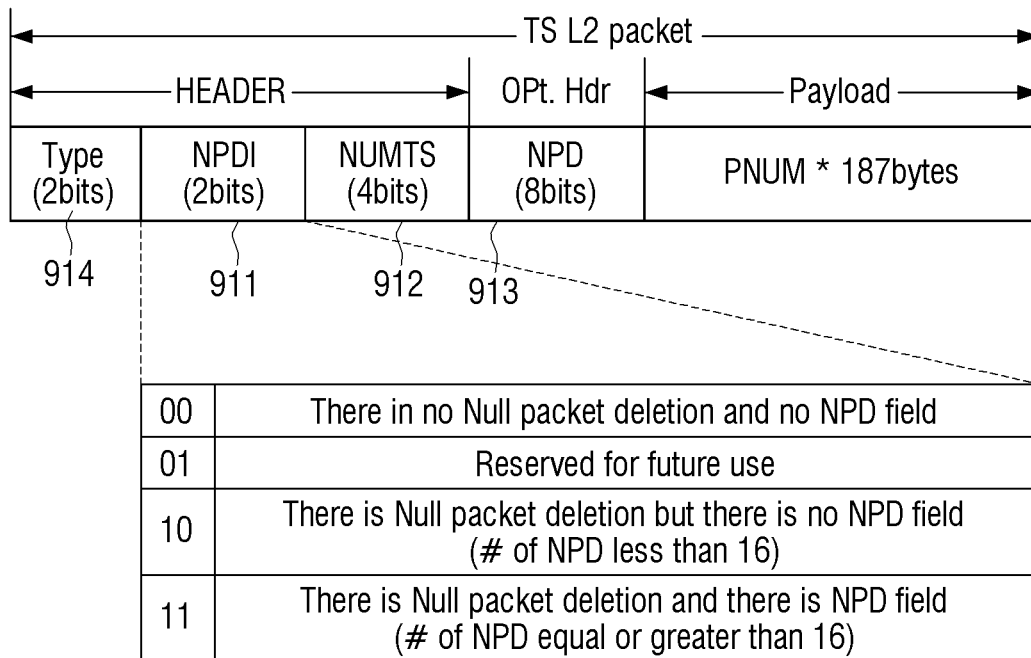 TS L2 packet
HEADER OPt. Hdr Payload
Type NPDI NUMTS NPD PNUM * 187bytes
(2bits) (2bits) (4bits) (8bits)
914 911 912 913
00 There in no Null packet deletion and no NPD field
01 Reserved for future use
10 There is Null packet deletion but there is no NPD field
(# of NPD less than 16)
11 There is Null packet deletion and there is NPD field
(# of NPD equal or greater than 16)